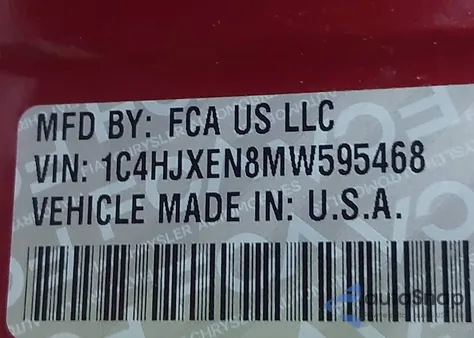 MFD BY: FCA US LLC
VIN: 1C4HJXEN8MW595468
VEHICLE MADE IN: U.S.A.